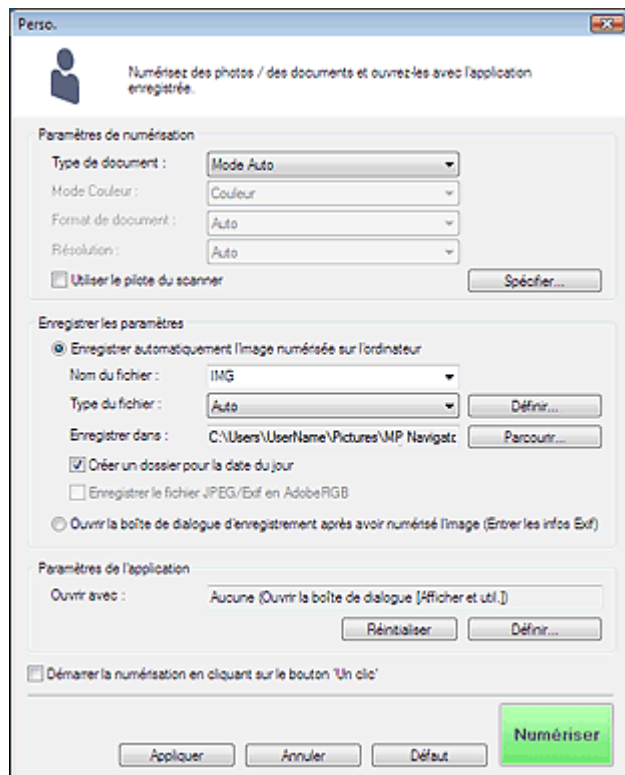 Perso.
Numérisez des photos / des documents et ouvrez-les avec l'application
enregistrée.
Paramètres de numérisation
Type de document : Mode Auto
Mode Couleur : Couleur
Format de document : Auto
Résolution : Auto
Utiliser le pilote du scanner Spécifier...
Enregistrer les paramètres
Enregistrer automatiquement l'image numérisée sur l'ordinateur
Nom du fichier : IMG
Type du fichier : Auto Définir...
Enregistrer dans : C:\Users\UserName\Pictures\MP Navigato Parcourir...
Créer un dossier pour la date du jour
Enregistrer le fichier JPEG/Exif en AdobeRGB
Ouvrir la boîte de dialogue d'enregistrement après avoir numérisé l'image (Entrer les infos Exif)
Paramètres de l'application
Ouvrir avec : Aucune (Ouvrir la boîte de dialogue [Afficher et util.])
Réinitialiser Définir...
Démarrer la numérisation en cliquant sur le bouton 'Un clic'
Appliquer Annuler Défaut Numériser